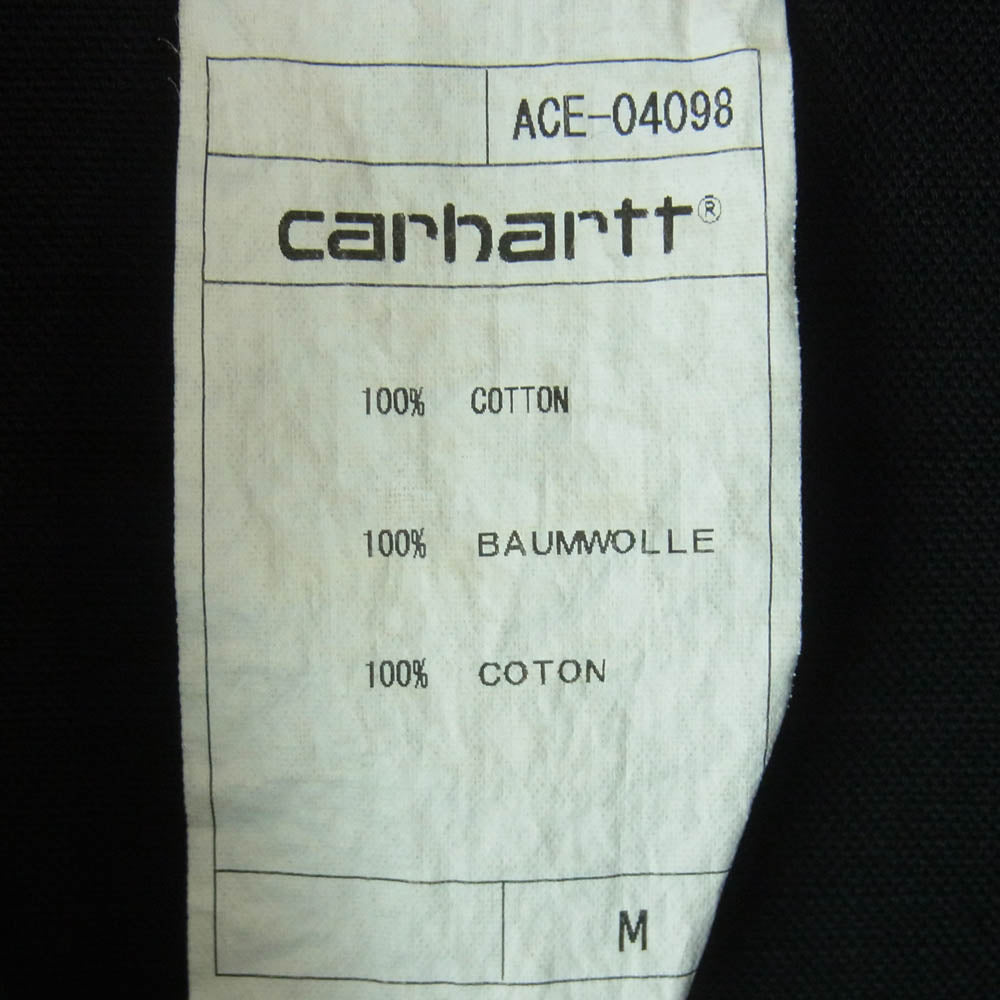 ACE-04098
carhartt®
100% COTTON
100% BAUMWOLLE
100% COTON
M